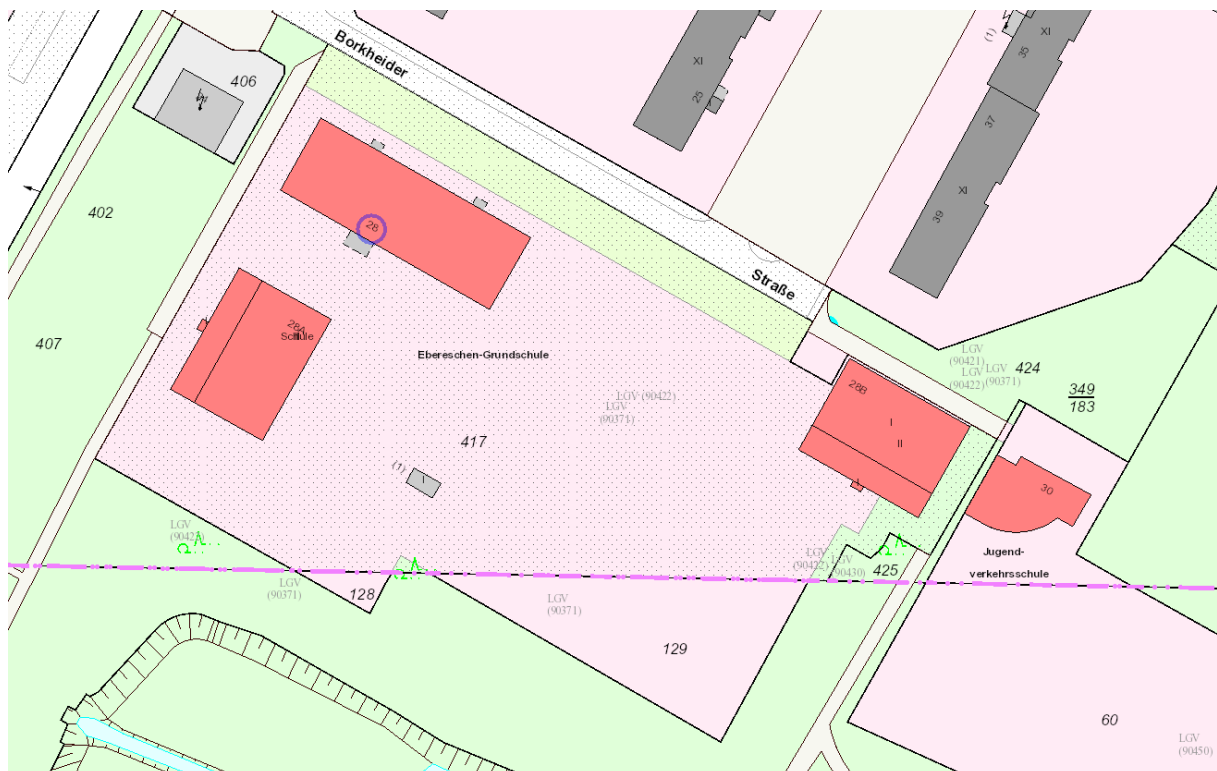 Borkheider
Straße
406
XI
25
(1)
XI
35
37
XI
39
402
28
407
28A
Schule
Ebereschen-Grundschule
LGV (90422)
LGV
(90371)
417
(1)
I
LGV
(90421)
LGV
(90422)
LGV
(90371)
424
349
183
28B
I
II
30
Jugend-
verkehrsschule
LGV
(90422)
LGV
(90430)
425
LGV
(90371)
128
LGV
(90371)
129
60
LGV
(90450)